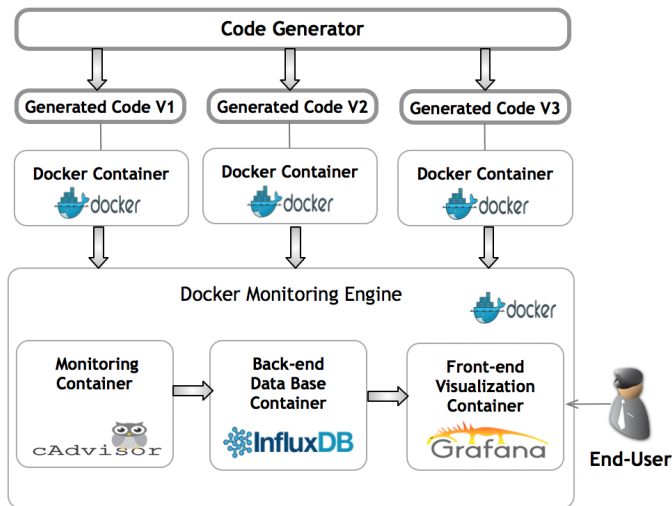 Code Generator
Generated Code V1
Generated Code V2
Generated Code V3
Docker Container
docker
Docker Container
docker
Docker Container
docker
Docker Monitoring Engine
docker
Monitoring
Container
cAdvisor
Back-end
Data Base
Container
InfluxDB
Front-end
Visualization
Container
Grafana
End-User